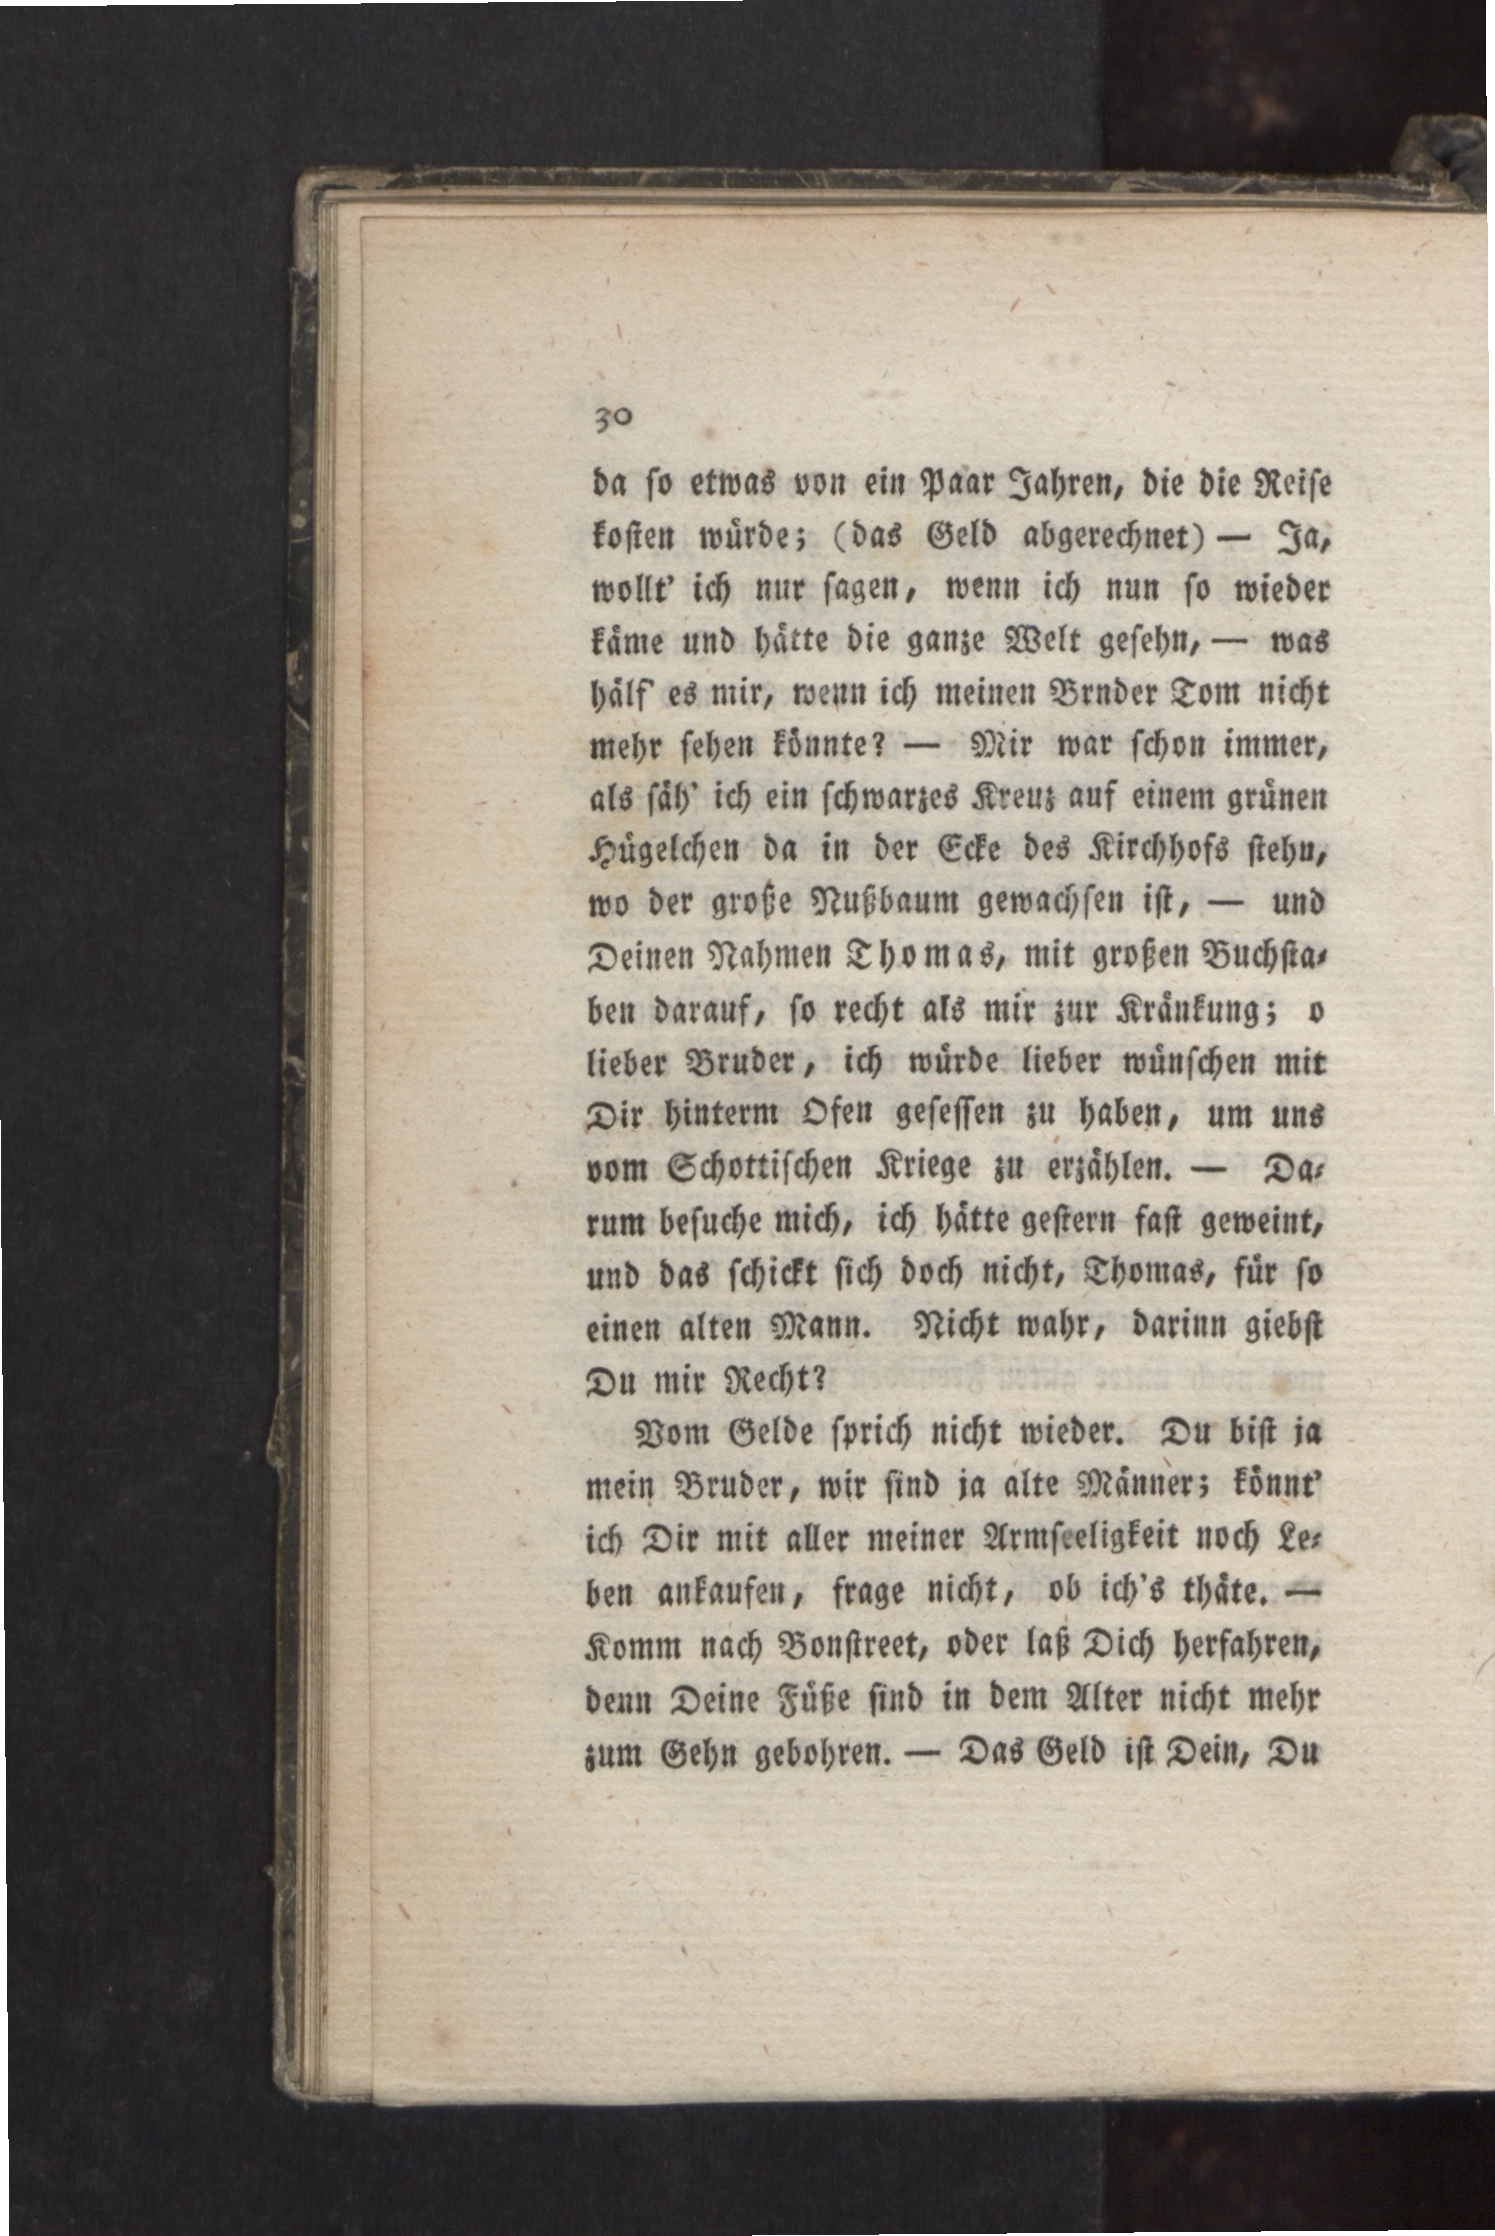 30
da ſo etwas von ein Paar Jahren, die die Reiſe
koſten würde; (das Geld abgerechnet) — Ja,
wollt' ich nur ſagen, wenn ich nun ſo wieder
käme und hätte die ganze Welt geſehn, — was
hälf' es mir, wenn ich meinen Brnder Tom nicht
mehr ſehen könnte? — Mir war ſchon immer,
als ſäh' ich ein ſchwarzes Kreuz auf einem grünen
Hügelchen da in der Ecke des Kirchhofs ſtehn,
wo der große Nußbaum gewachſen iſt, — und
Deinen Nahmen Thomas, mit großen Buchſta⸗
ben darauf, ſo recht als mir zur Kränkung; o
lieber Bruder, ich würde lieber wünſchen mit
Dir hinterm Ofen geſeſſen zu haben, um uns
vom Schottiſchen Kriege zu erzählen. — Da⸗
rum beſuche mich, ich hätte geſtern faſt geweint,
und das ſchickt ſich doch nicht, Thomas, für ſo
einen alten Mann. Nicht wahr, darinn giebſt
Du mir Recht?
Vom Gelde ſprich nicht wieder. Du biſt ja
mein Bruder, wir ſind ja alte Männer; könnt'
ich Dir mit aller meiner Armſeeligkeit noch Le⸗
ben ankaufen, frage nicht, ob ich's thäte. —
Komm nach Bonſtreet, oder laß Dich herfahren,
denn Deine Füße ſind in dem Alter nicht mehr
zum Gehn gebohren. — Das Geld iſt Dein, Du